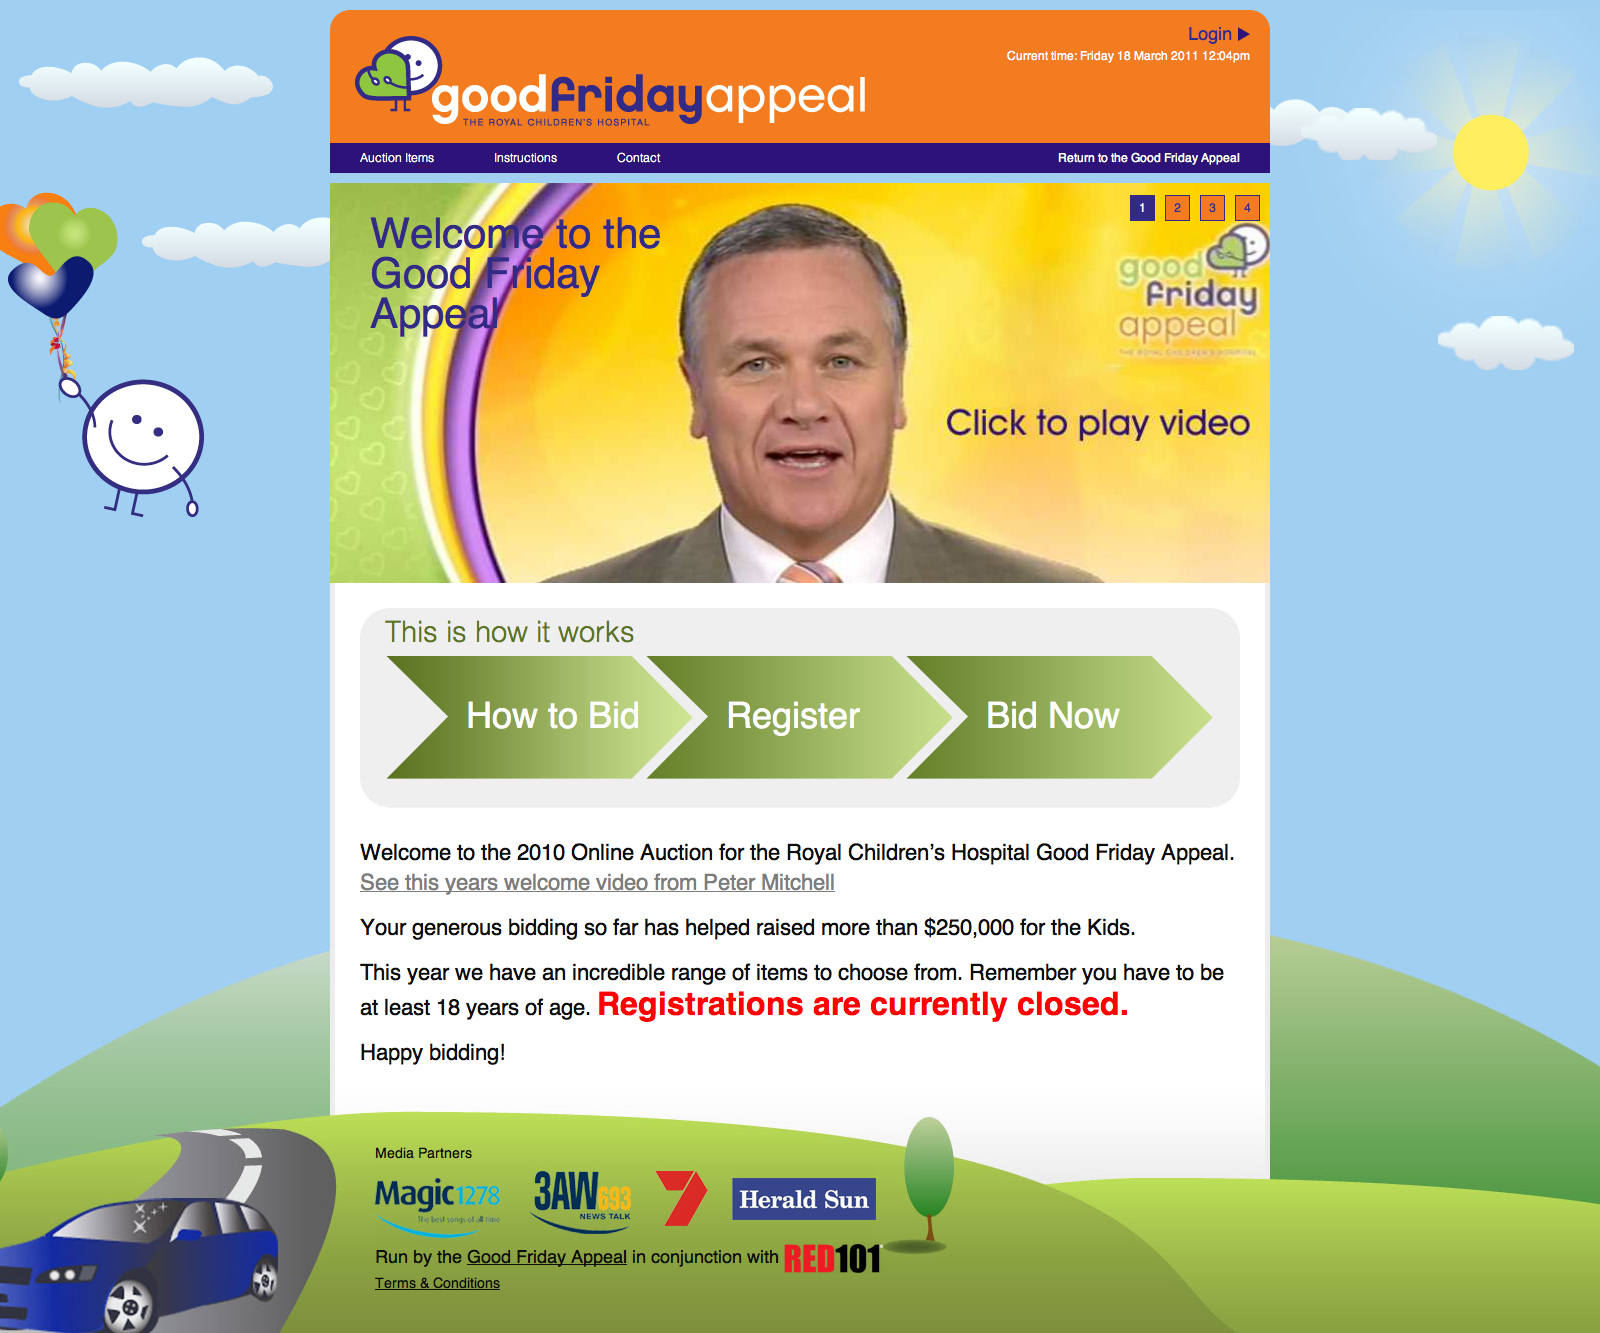 Login
Current time: Friday 18 March 2011 12:04pm
goodfridayappeal
THE ROYAL CHILDREN'S HOSPITAL
Auction Items
Instructions
Contact
Return to the Good Friday Appeal
1 2 3 4
Welcome to the
Good Friday
Appeal
good
friday
appeal
THE ROYAL CHILDREN'S HOSPITAL
Click to play video
This is how it works
How to Bid
Register
Bid Now
Welcome to the 2010 Online Auction for the Royal Children’s Hospital Good Friday Appeal.
See this years welcome video from Peter Mitchell
Your generous bidding so far has helped raised more than $250,000 for the Kids.
This year we have an incredible range of items to choose from. Remember you have to be
at least 18 years of age. Registrations are currently closed.
Happy bidding!
Media Partners
Magic1278
The best songs of all time
3AW693
NEWS TALK
7
Herald Sun
Run by the Good Friday Appeal in conjunction with RED101
Terms & Conditions